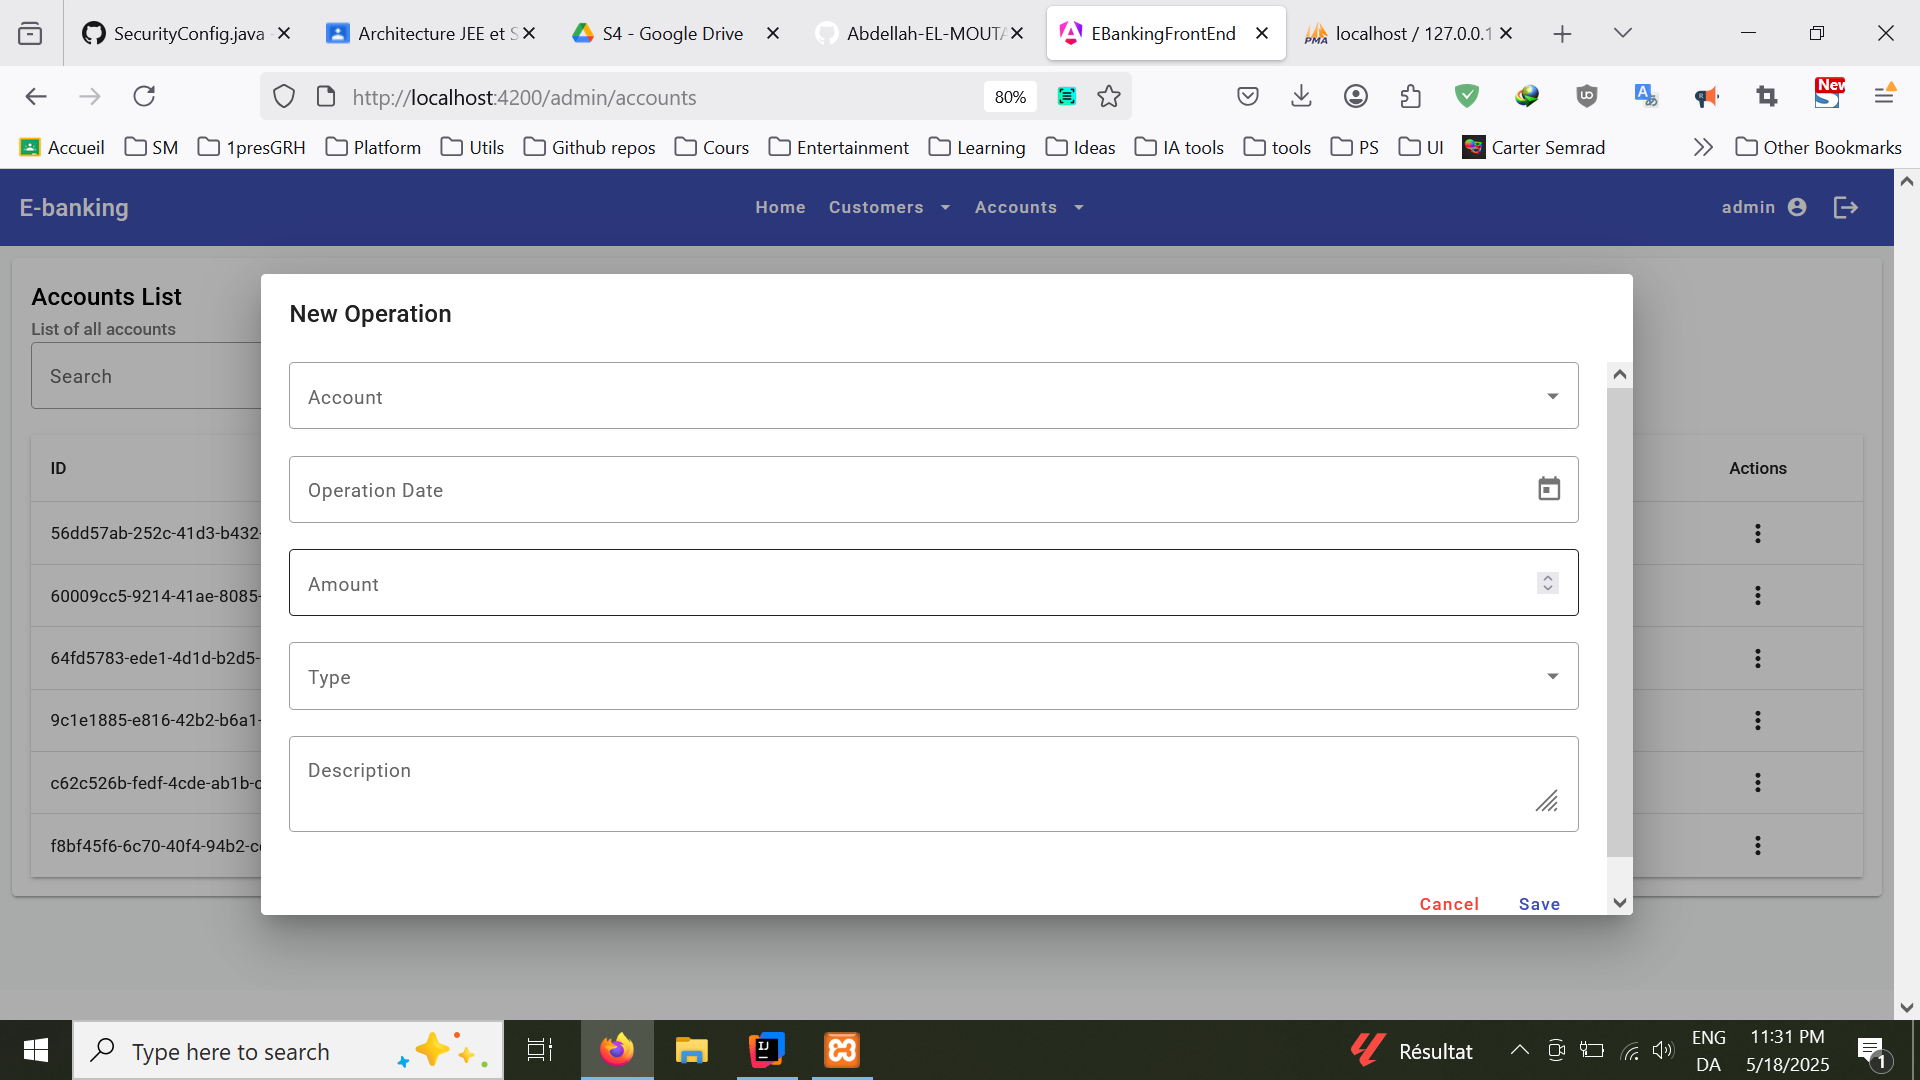 SecurityConfig.java
Architecture JEE et S
S4 - Google Drive
Abdellah-EL-MOUTA
EBankingFrontEnd
localhost / 127.0.0.1
http://localhost:4200/admin/accounts
80%
New
Accueil
SM
1presGRH
Platform
Utils
Github repos
Cours
Entertainment
Learning
Ideas
IA tools
tools
PS
UI
Carter Semrad
Other Bookmarks
E-banking
Home
Customers
Accounts
admin
Accounts List
List of all accounts
Search
ID
Actions
56dd57ab-252c-41d3-b432-
60009cc5-9214-41ae-8085-
64fd5783-ede1-4d1d-b2d5-
9c1e1885-e816-42b2-b6a1-
c62c526b-fedf-4cde-ab1b-
f8bf45f6-6c70-40f4-94b2-
New Operation
Account
Operation Date
Amount
Type
Description
Cancel
Save
Type here to search
Résultat
ENG
DA
11:31 PM
5/18/2025
1